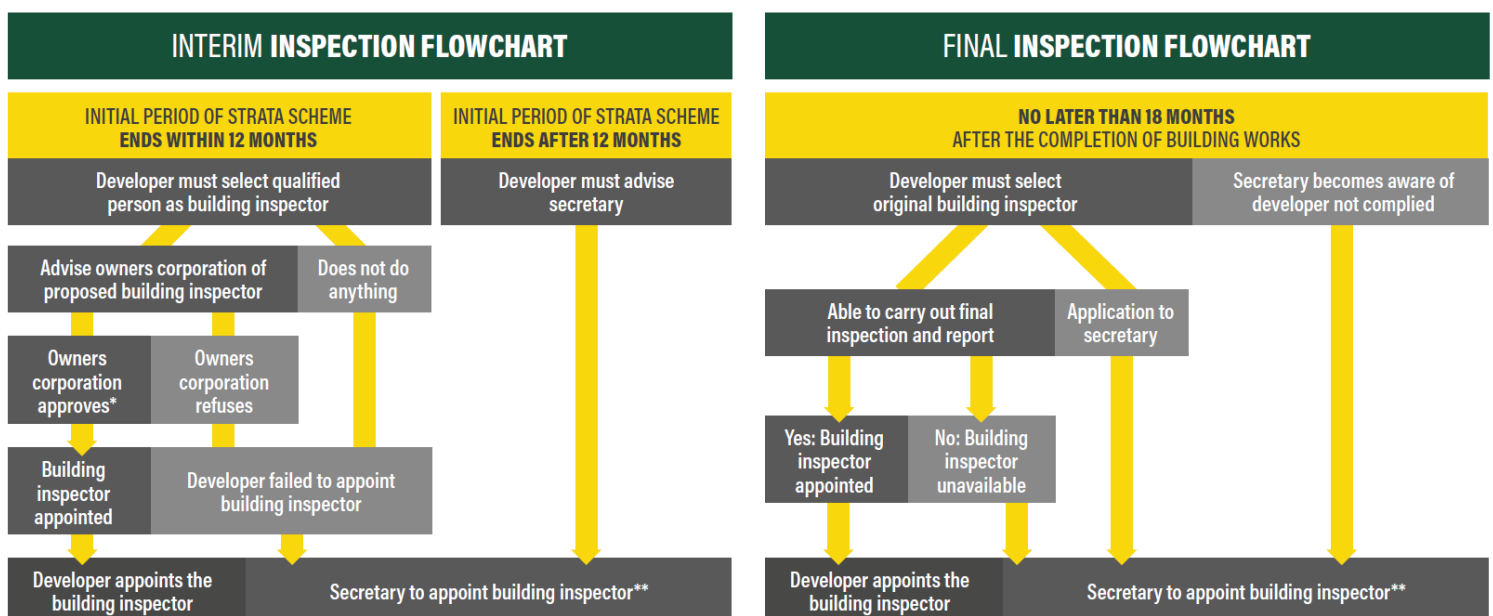 INTERIM INSPECTION FLOWCHART
INITIAL PERIOD OF STRATA SCHEME
ENDS WITHIN 12 MONTHS
INITIAL PERIOD OF STRATA SCHEME
ENDS AFTER 12 MONTHS
Developer must select qualified
person as building inspector
Developer must advise
secretary
Advise owners corporation of
proposed building inspector
Does not do
anything
Owners
corporation
approves*
Owners
corporation
refuses
Building
inspector
appointed
Developer failed to appoint
building inspector
Developer appoints the
building inspector
Secretary to appoint building inspector**
FINAL INSPECTION FLOWCHART
NO LATER THAN 18 MONTHS
AFTER THE COMPLETION OF BUILDING WORKS
Developer must select
original building inspector
Secretary becomes aware of
developer not complied
Able to carry out final
inspection and report
Application to
secretary
Yes: Building
inspector
appointed
No: Building
inspector
unavailable
Developer appoints the
building inspector
Secretary to appoint building inspector**